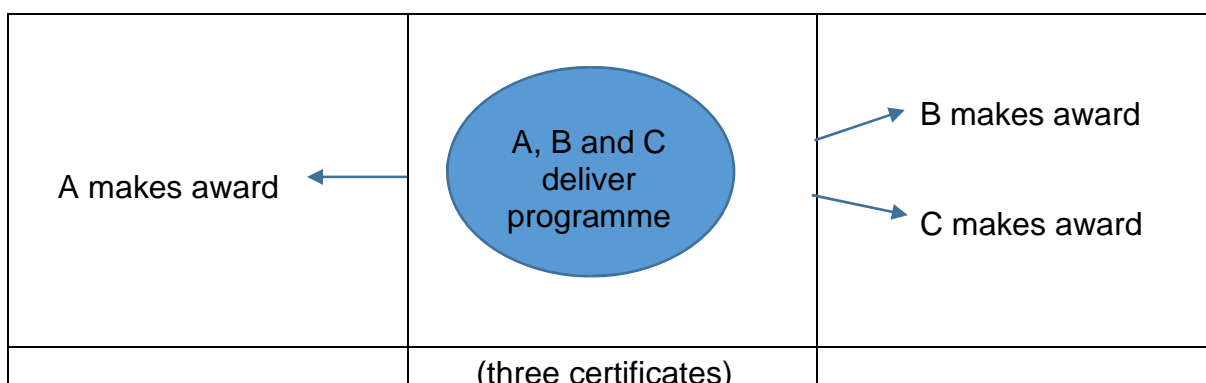 A makes award
A, B and C
deliver
programme
B makes award
C makes award
(three certificates)